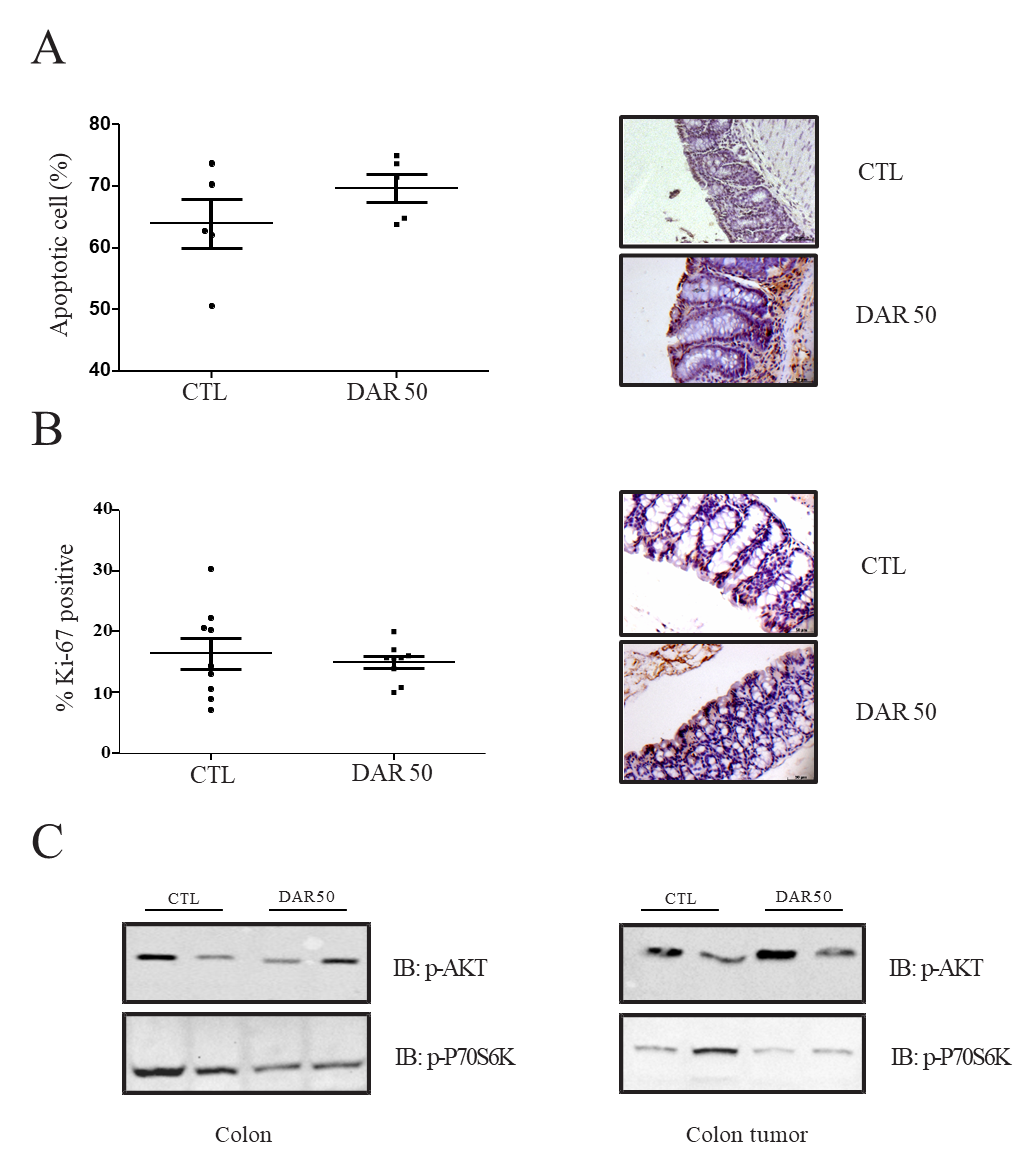 A
80
70
60
50
40
Apoptotic cell (%)
CTL
DAR 50
CTL
DAR 50
B
40
30
20
10
0
% Ki-67 positive
CTL
DAR 50
CTL
DAR 50
C
CTL
DAR50
IB: p-AKT
IB: p-P70S6K
Colon
CTL
DAR50
IB: p-AKT
IB: p-P70S6K
Colon tumor